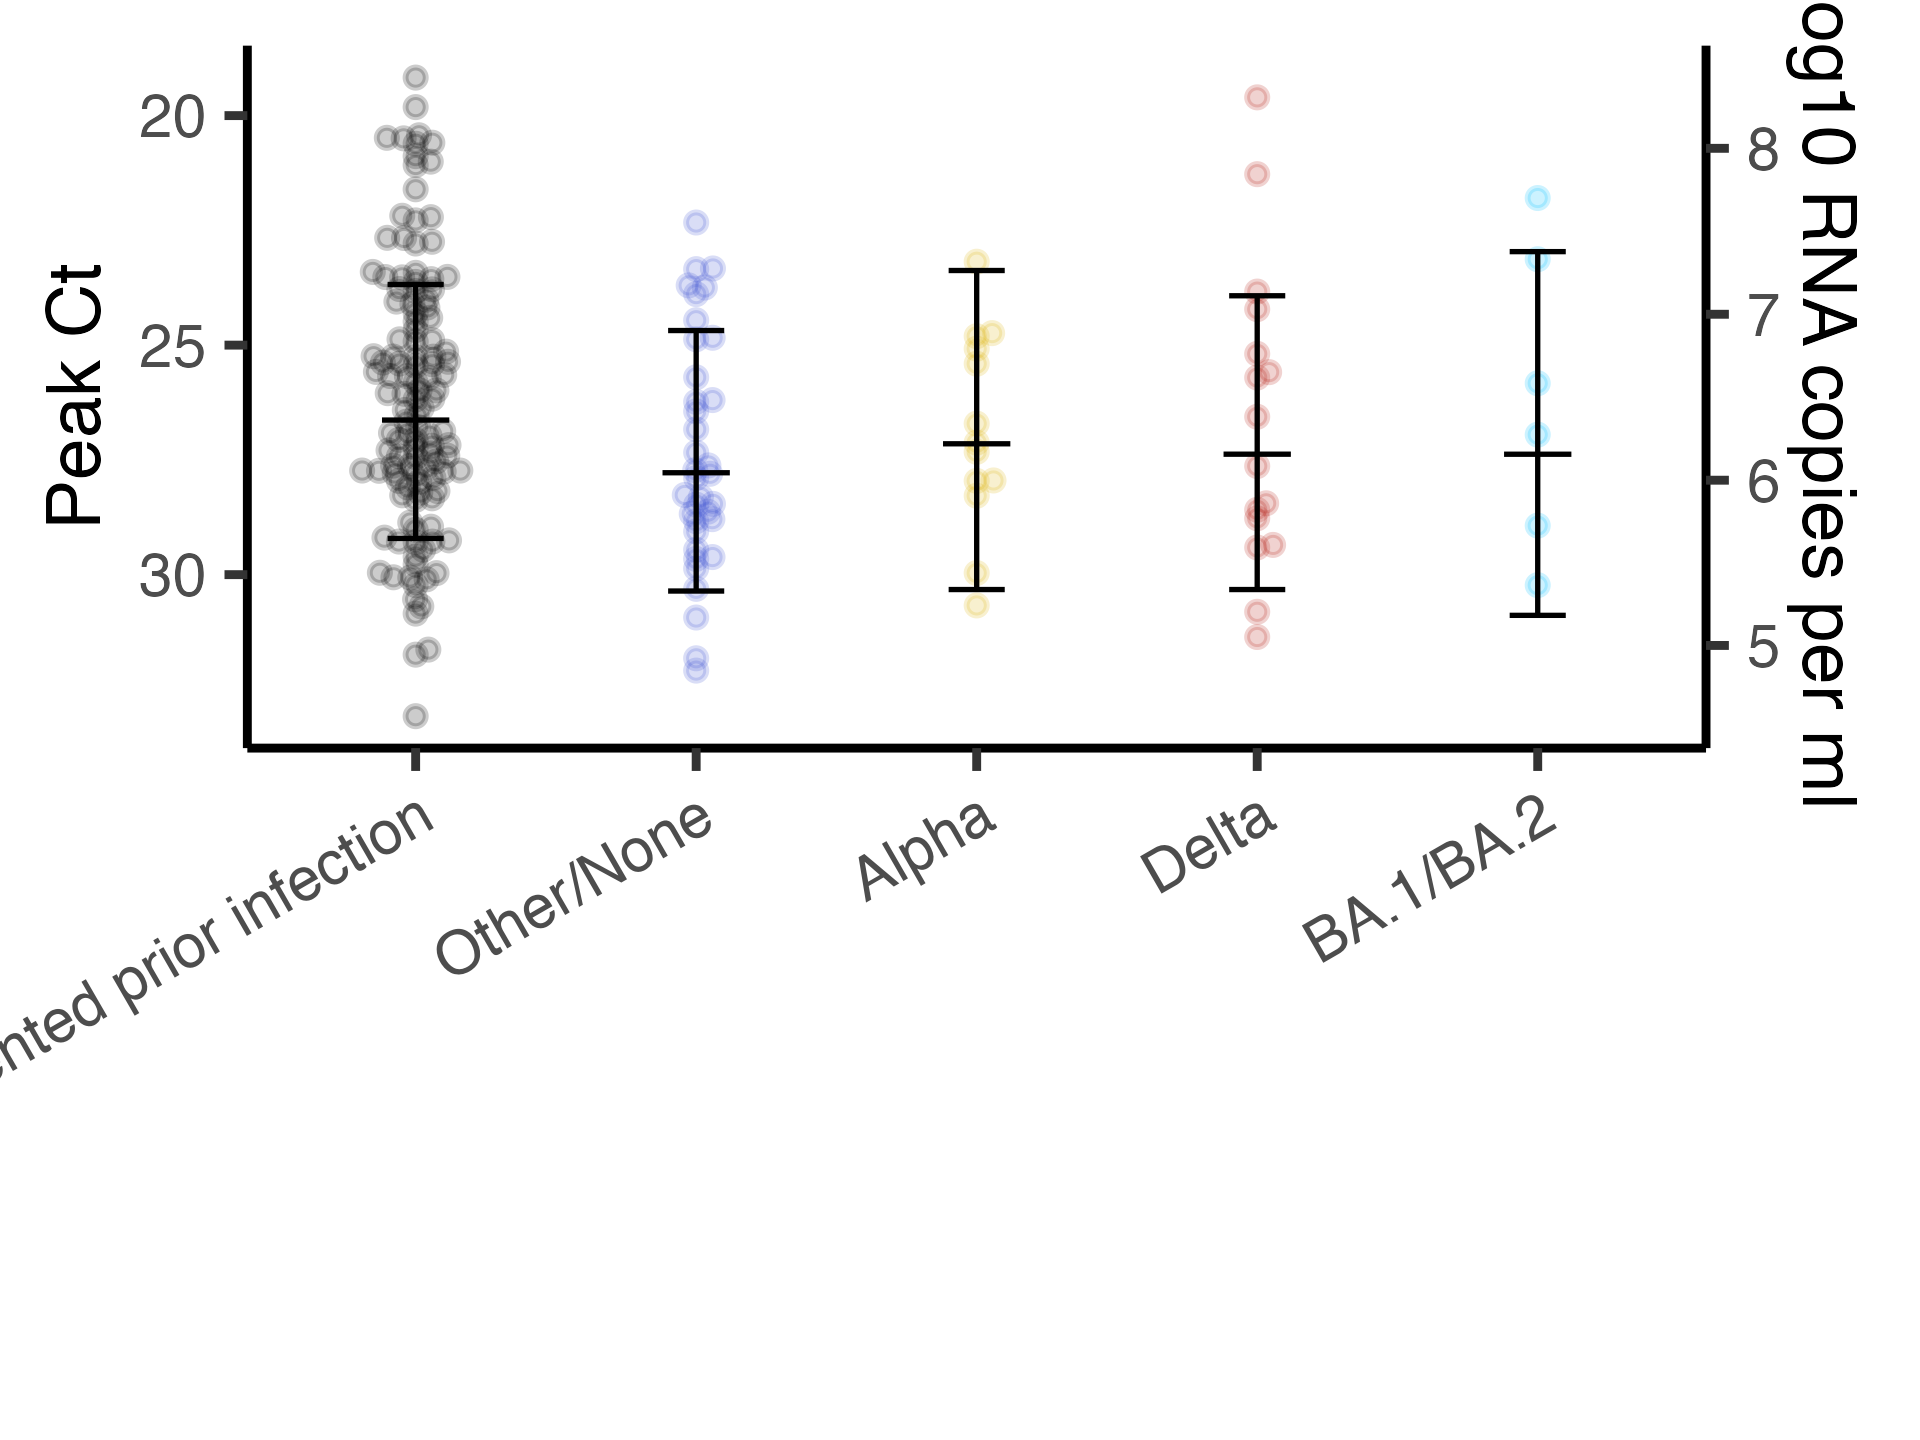 Peak Ct
20
25
30
8
7
6
5
og10 RNA copies per ml
nted prior infection
Other/None
Alpha
Delta
BA.1/BA.2